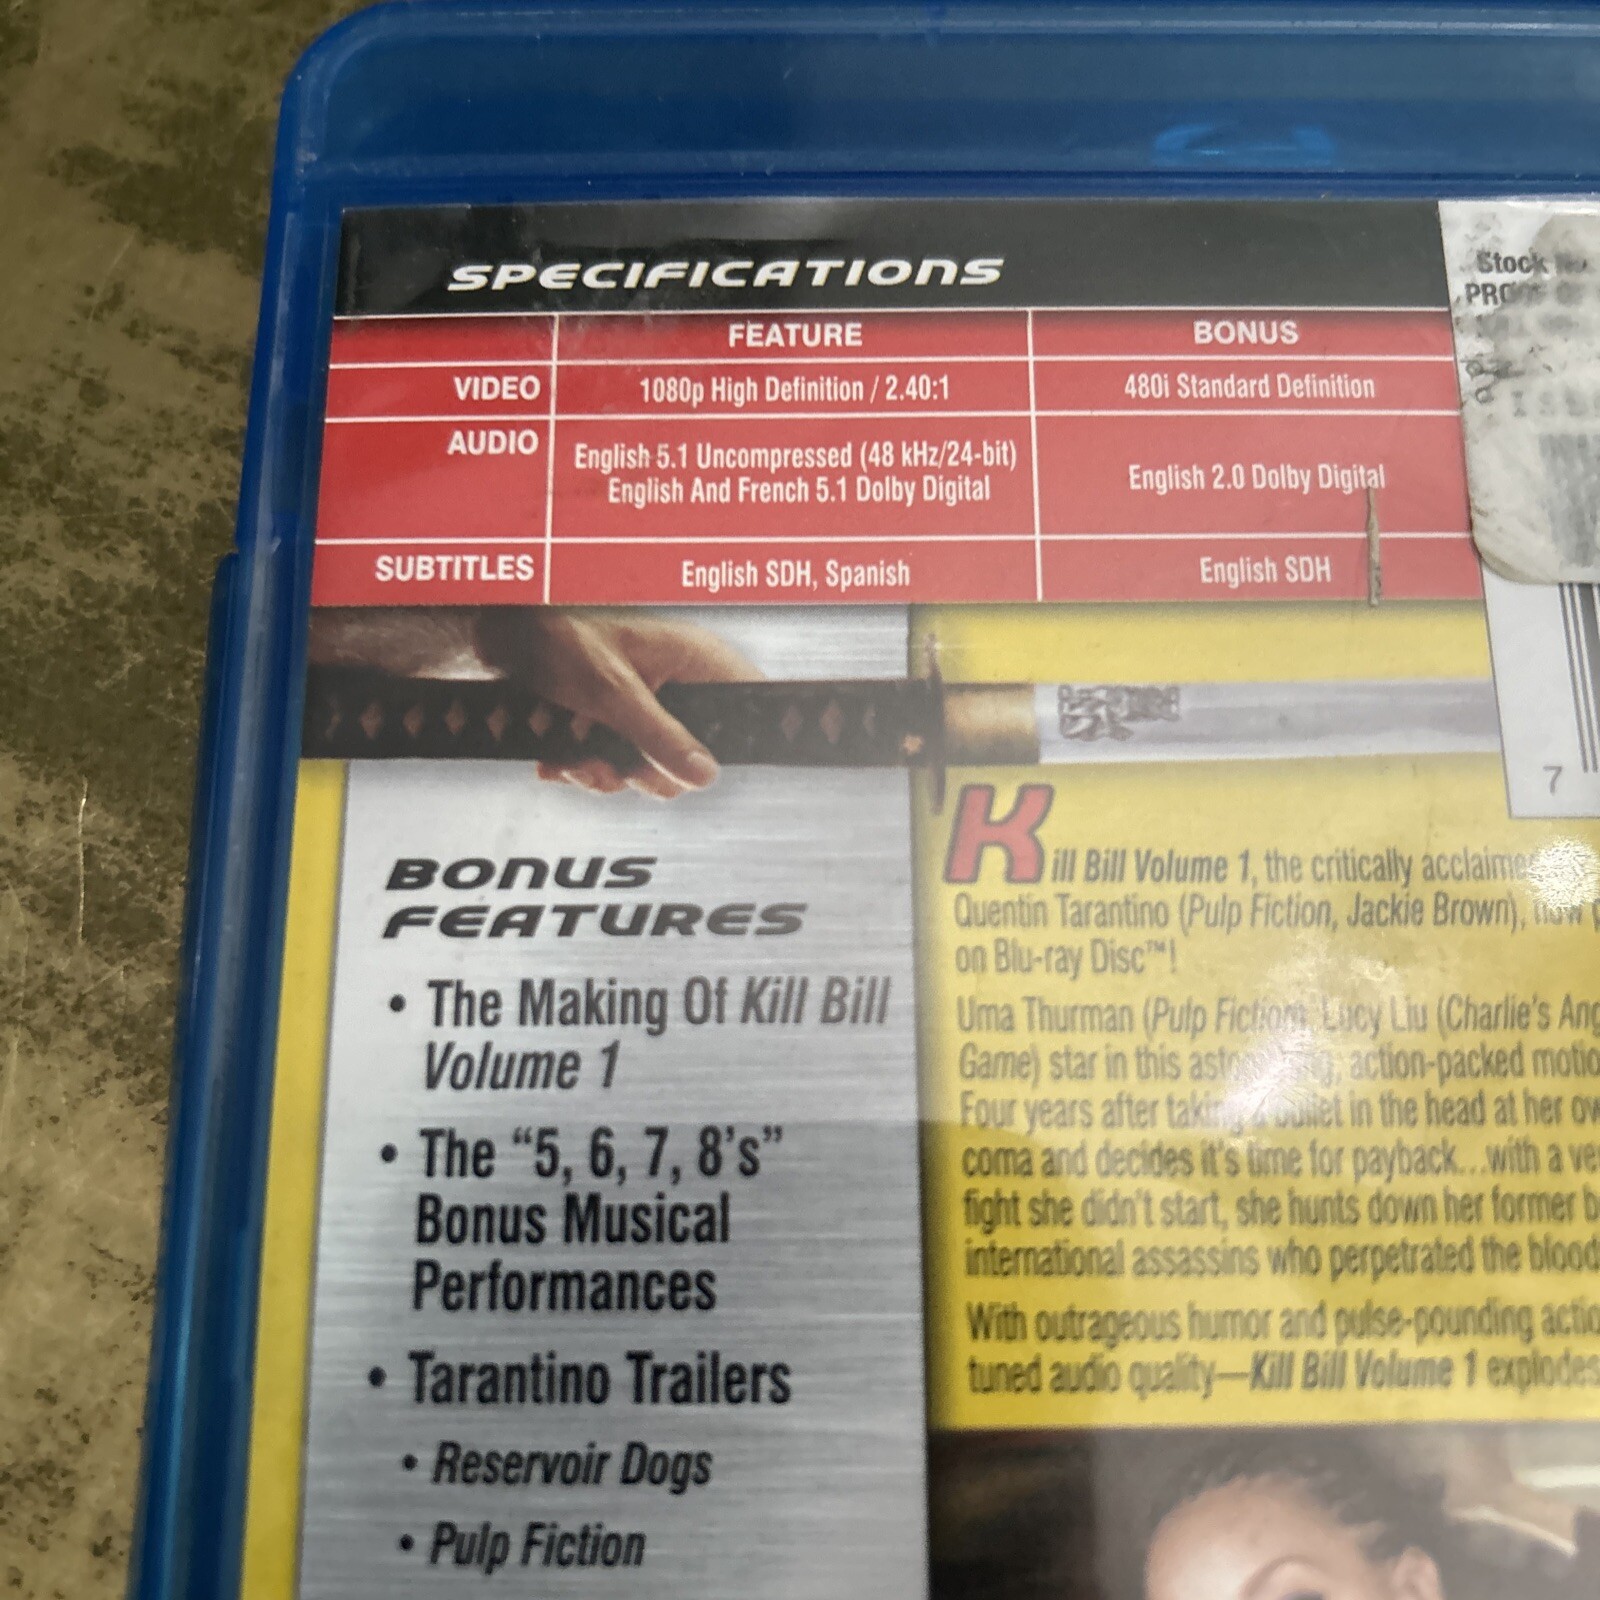 SPECIFICATIONS
Stock
FEATURE BONUS
VIDEO 1080p High Definition / 2.40:1 480i Standard Definition
AUDIO English 5.1 Uncompressed (48 kHz/24-bit)
English And French 5.1 Dolby Digital English 2.0 Dolby Digital
SUBTITLES English SDH, Spanish English SDH
7
BONUS
FEATURES
• The Making Of Kill Bill
Volume 1
• The “5, 6, 7, 8’s”
Bonus Musical
Performances
• Tarantino Trailers
• Reservoir Dogs
• Pulp Fiction
Kill Bill Volume 1, the critically
Quentin Tarantino (Pulp Fiction, Jackie Brown), now
on Blu-ray Disc™!
Uma Thurman (Pulp Fiction), Lucy Liu (Charlie's
Game) star in this action-packed
Four years after taking a bullet in the head at her
coma and decides it's time for payback...with a
fight she didn't start, she hunts down her former
international assassins who perpetrated the
With outrageous humor and pulse-pounding
tuned audio quality—Kill Bill Volume 1 explodes